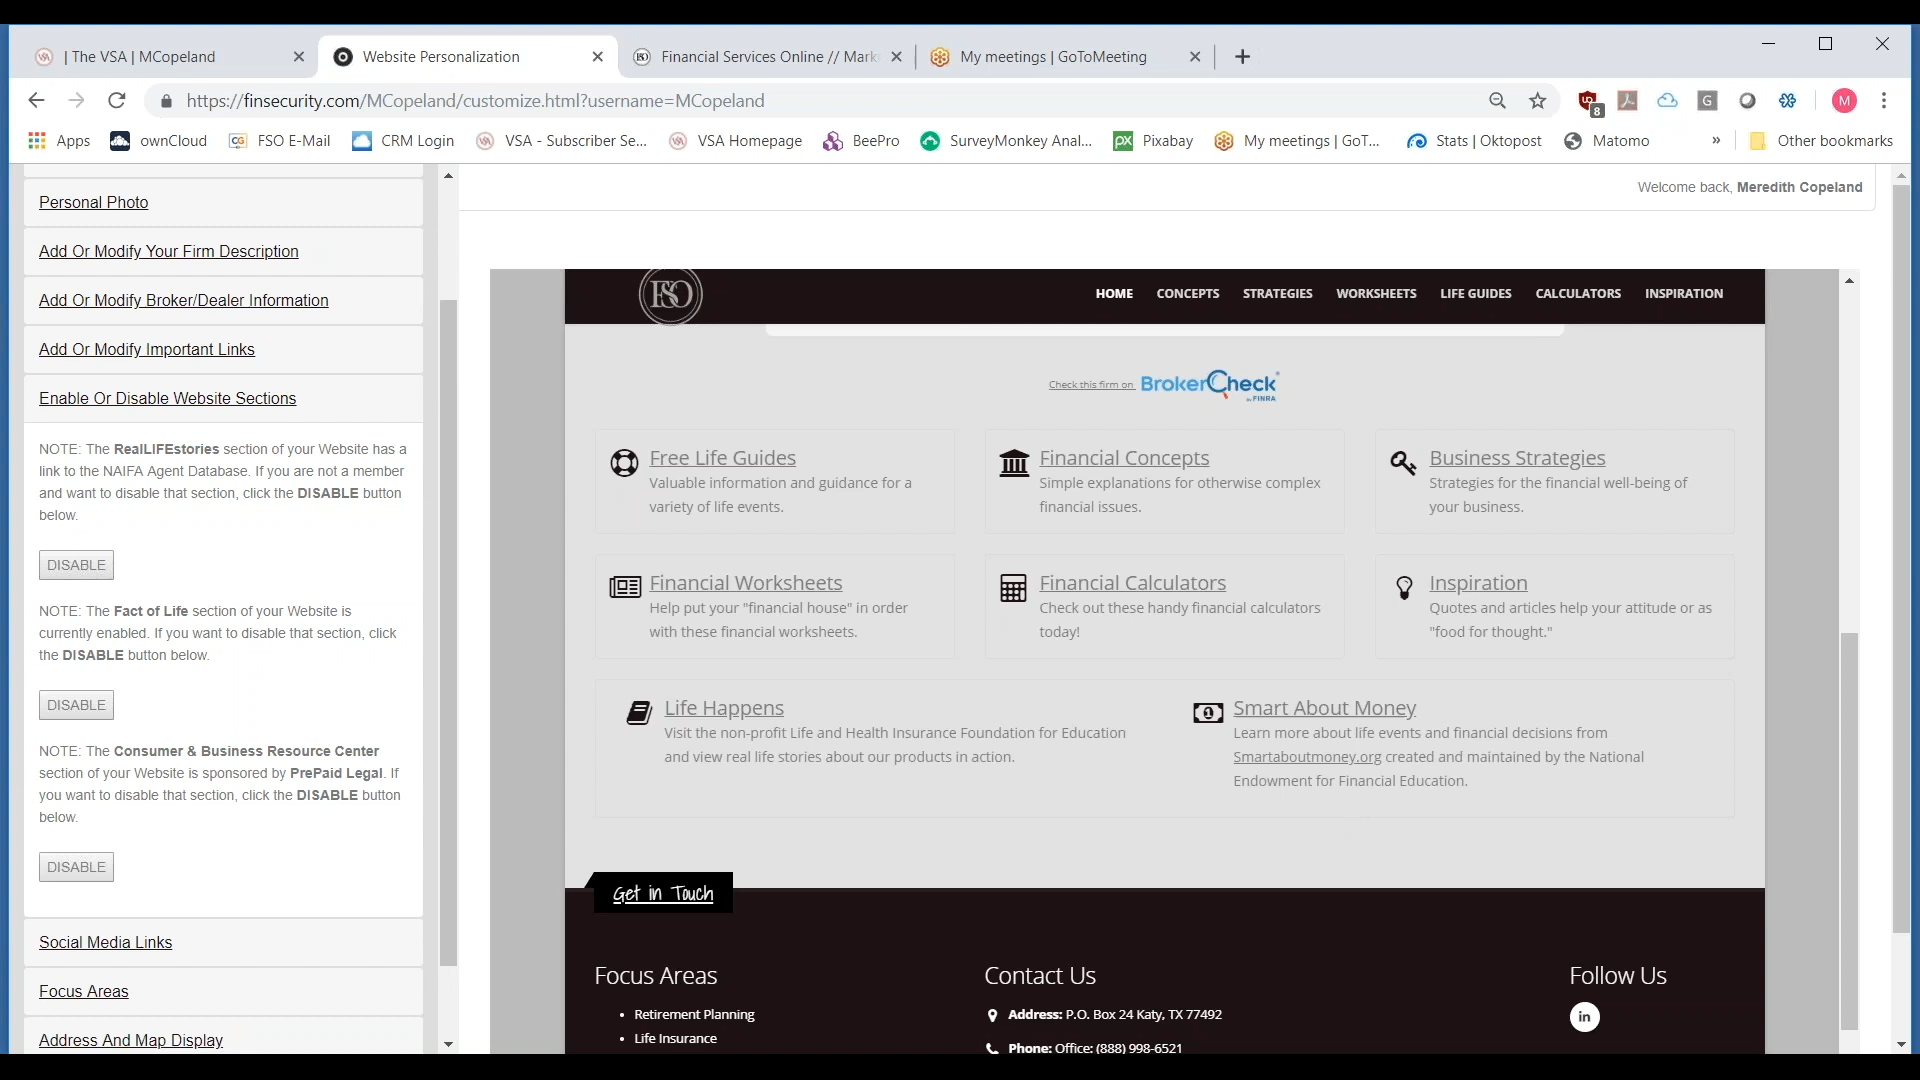 | The VSA | MCopeland
Website Personalization
Financial Services Online // Mark
My meetings | GoToMeeting
https://finsecurity.com/MCopeland/customize.html?username=MCopeland
8
G
M
Apps
ownCloud
CG
FSO E-Mail
CRM Login
VSA - Subscriber Se...
VSA Homepage
BeePro
SurveyMonkey Anal...
px
Pixabay
My meetings | GoT...
Stats | Oktopost
Matomo
»
Other bookmarks
Welcome back, Meredith Copeland
Personal Photo
Add Or Modify Your Firm Description
Add Or Modify Broker/Dealer Information
Add Or Modify Important Links
Enable Or Disable Website Sections
NOTE: The RealLIFEstories section of your Website has a
link to the NAIFA Agent Database. If you are not a member
and want to disable that section, click the DISABLE button
below.
DISABLE
NOTE: The Fact of Life section of your Website is
currently enabled. If you want to disable that section, click
the DISABLE button below.
DISABLE
NOTE: The Consumer & Business Resource Center
section of your Website is sponsored by PrePaid Legal. If
you want to disable that section, click the DISABLE button
below.
DISABLE
Social Media Links
Focus Areas
Address And Map Display
FSO
HOME
CONCEPTS
STRATEGIES
WORKSHEETS
LIFE GUIDES
CALCULATORS
INSPIRATION
Check this firm on BrokerCheck
by FINRA
Free Life Guides
Valuable information and guidance for a
variety of life events.
Financial Concepts
Simple explanations for otherwise complex
financial issues.
Business Strategies
Strategies for the financial well-being of
your business.
Financial Worksheets
Help put your "financial house" in order
with these financial worksheets.
Financial Calculators
Check out these handy financial calculators
today!
Inspiration
Quotes and articles help your attitude or as
"food for thought."
Life Happens
Visit the non-profit Life and Health Insurance Foundation for Education
and view real life stories about our products in action.
Smart About Money
Learn more about life events and financial decisions from
Smartaboutmoney.org created and maintained by the National
Endowment for Financial Education.
Get in Touch
Focus Areas
Retirement Planning
Life Insurance
Contact Us
Address: P.O. Box 24 Katy, TX 77492
Phone: Office: (888) 998-6521
Follow Us
in